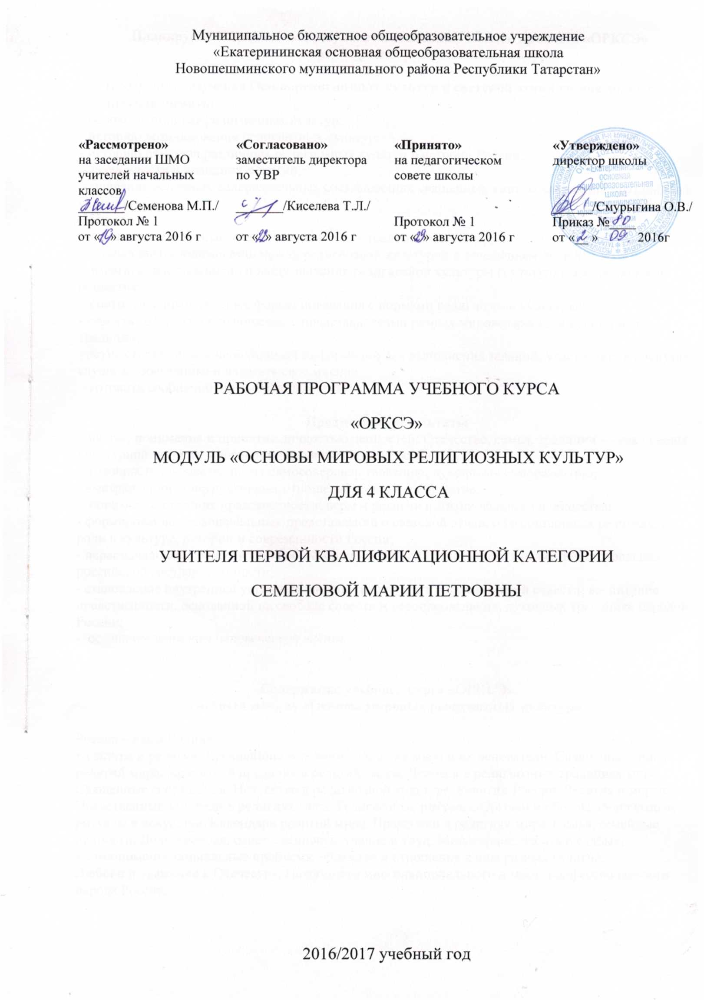 Муниципальное бюджетное общеобразовательное учреждение
«Екатерининская основная общеобразовательная школа
Новошешминского муниципального района Республики Татарстан»
«Рассмотрено»
на заседании ШМО
учителей начальных
классов
/Семенова М.П./
Протокол № 1
от «19» августа 2016 г
«Согласовано»
заместитель директора
по УВР
/Киселева Т.Л./
от «22» августа 2016 г
«Принято»
на педагогическом
совете школы
Протокол № 1
от «29» августа 2016 г
«Утверждено»
директор школы
/Смурыгина О.В./
Приказ № 80
от «2» 09. 2016г
«Екатерининская
основная
общеобразовательная
школа
Новошешминского
муниципального района
РАБОЧАЯ ПРОГРАММА УЧЕБНОГО КУРСА
«ОРКСЭ»
МОДУЛЬ «ОСНОВЫ МИРОВЫХ РЕЛИГИОЗНЫХ КУЛЬТУР»
ДЛЯ 4 КЛАССА
УЧИТЕЛЯ ПЕРВОЙ КВАЛИФИКАЦИОННОЙ КАТЕГОРИИ
СЕМЕНОВОЙ МАРИИ ПЕТРОВНЫ
2016/2017 учебный год